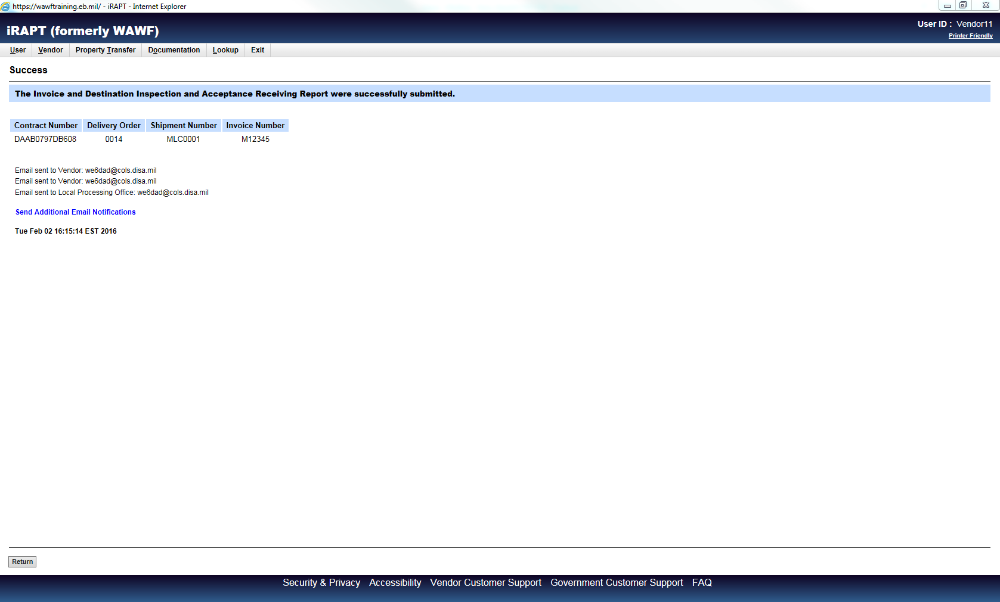 https://wawftraining.eb.mil/ - iRAPT - Internet Explorer
iRAPT (formerly WAWF)
User ID : Vendor11
Printer Friendly
User Vendor Property Transfer Documentation Lookup Exit
Success
The Invoice and Destination Inspection and Acceptance Receiving Report were successfully submitted.
Contract Number Delivery Order Shipment Number Invoice Number
DAAB0797DB608 0014 MLC0001 M12345
Email sent to Vendor: we6dad@cols.disa.mil
Email sent to Vendor: we6dad@cols.disa.mil
Email sent to Local Processing Office: we6dad@cols.disa.mil
Send Additional Email Notifications
Tue Feb 02 16:15:14 EST 2016
Return
Security & Privacy Accessibility Vendor Customer Support Government Customer Support FAQ